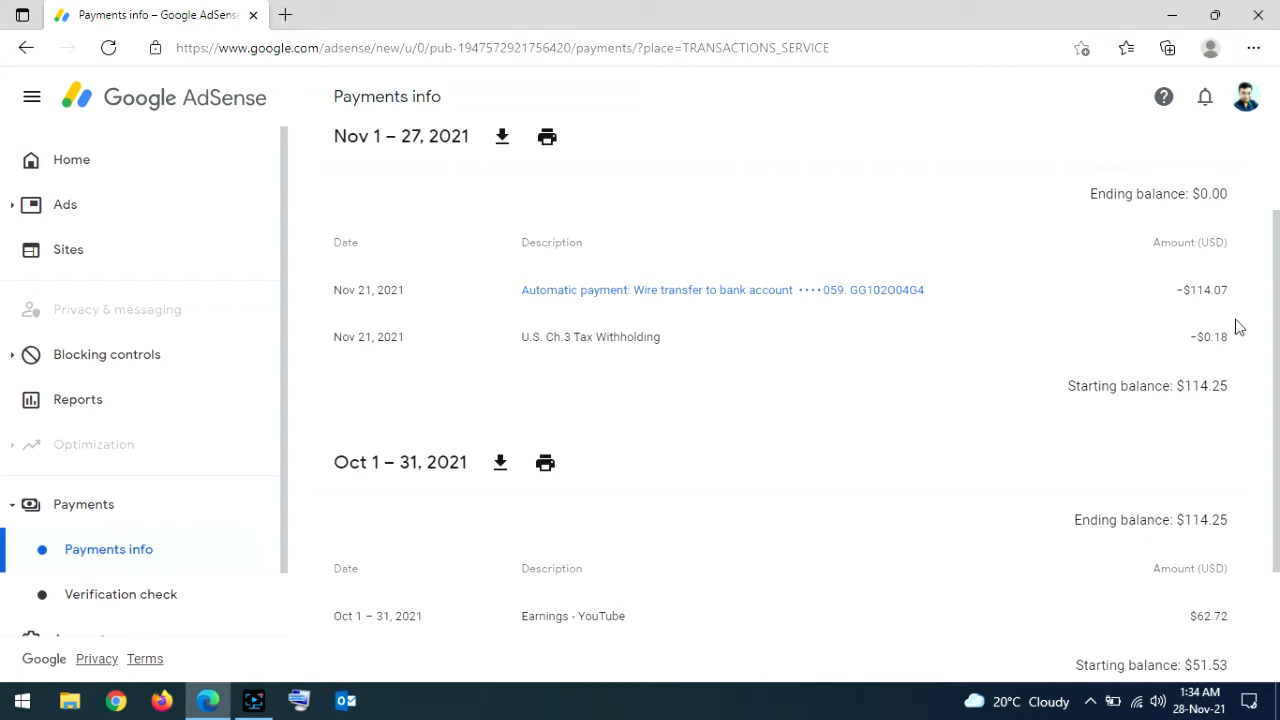 Payments info – Google AdSense
https://www.google.com/adsense/new/u/0/pub-1947572921756420/payments/?place=TRANSACTIONS_SERVICE
Google AdSense
Payments info
Home
Ads
Sites
Privacy & messaging
Blocking controls
Reports
Optimization
Payments
Payments info
Verification check
Google Privacy Terms
Nov 1 – 27, 2021
Ending balance: $0.00
Date Description Amount (USD)
Nov 21, 2021 Automatic payment: Wire transfer to bank account ••••059. GG102O04G4 −$114.07
Nov 21, 2021 U.S. Ch.3 Tax Withholding −$0.18
Starting balance: $114.25
Oct 1 – 31, 2021
Ending balance: $114.25
Date Description Amount (USD)
Oct 1 – 31, 2021 Earnings - YouTube $62.72
Starting balance: $51.53
20°C Cloudy
1:34 AM
28-Nov-21